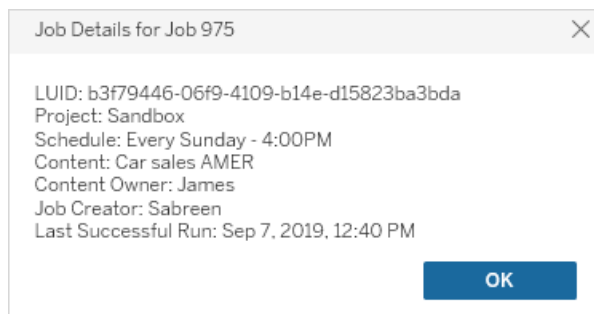 Job Details for Job 975
LUID: b3f79446-06f9-4109-b14e-d15823ba3bda
Project: Sandbox
Schedule: Every Sunday - 4:00PM
Content: Car sales AMER
Content Owner: James
Job Creator: Sabreen
Last Successful Run: Sep 7, 2019, 12:40 PM
OK